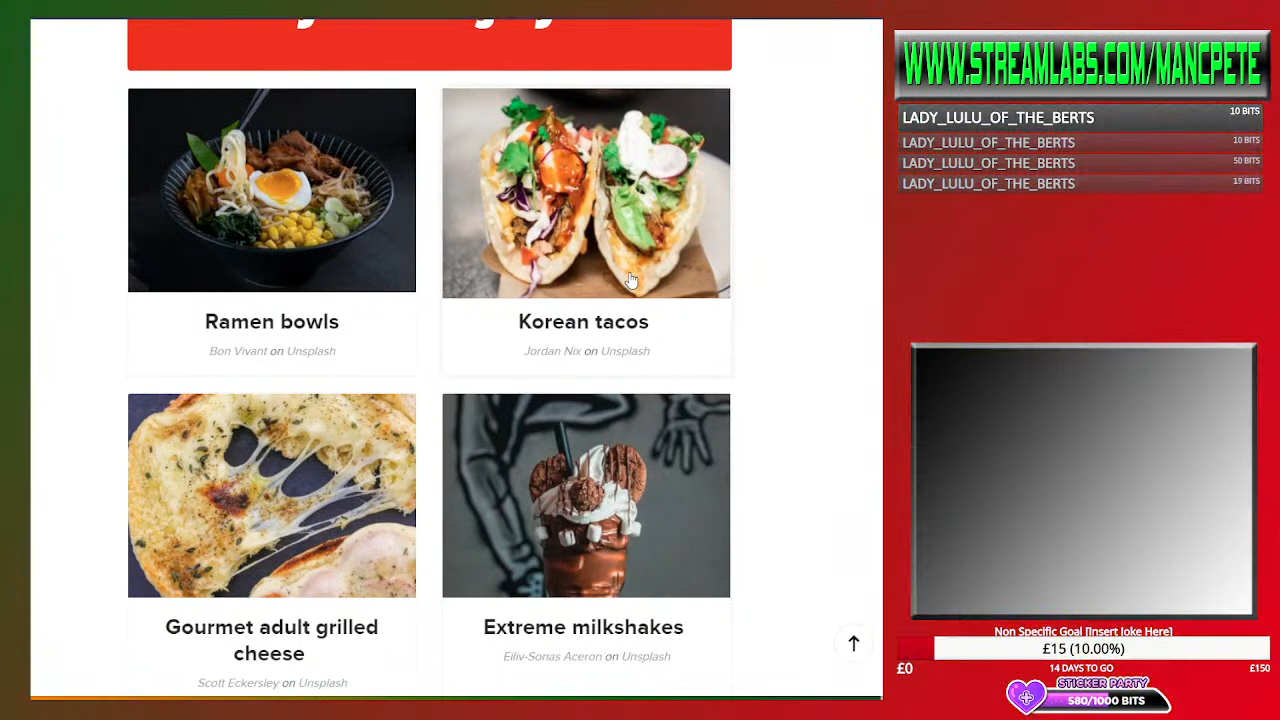 Ramen bowls
Bon Vivant on Unsplash
Korean tacos
Jordan Nix on Unsplash
Gourmet adult grilled
cheese
Scott Eckersley on Unsplash
Extreme milkshakes
Eiliv-Sonas Aceron on Unsplash
WWW.STREAMLABS.COM/MANCPETE
LADY_LULU_OF_THE_BERTS 10 BITS
LADY_LULU_OF_THE_BERTS 10 BITS
LADY_LULU_OF_THE_BERTS 50 BITS
LADY_LULU_OF_THE_BERTS 19 BITS
Non Specific Goal [Insert Joke Here]
£15 (10.00%)
£0 14 DAYS TO GO £150
STICKER PARTY
580/1000 BITS